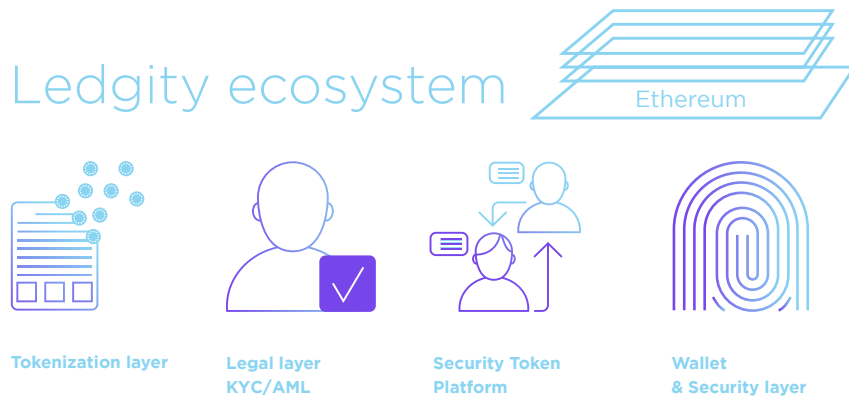 Ledgity ecosystem
Ethereum
Tokenization layer
Legal layer
KYC/AML
Security Token
Platform
Wallet
& Security layer